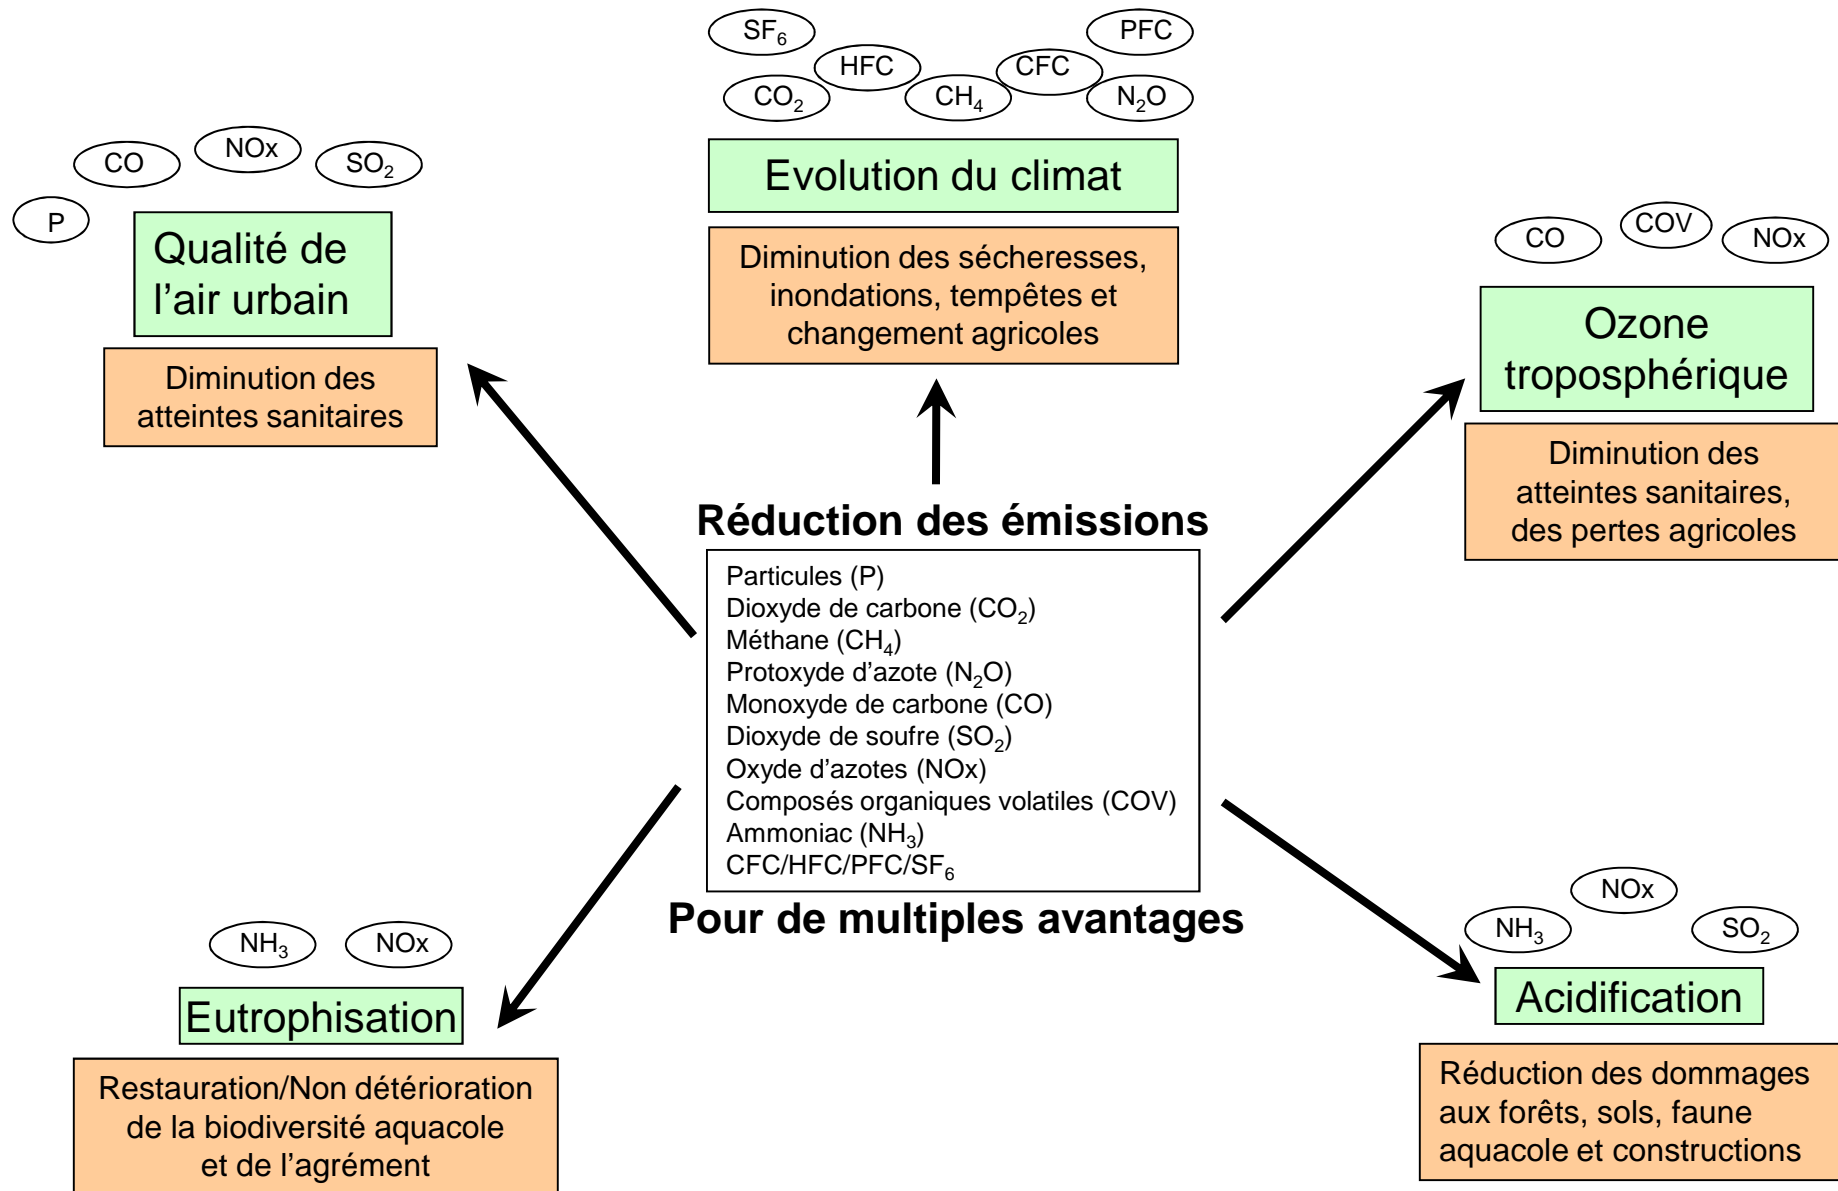 SF₆
PFC
HFC
CFC
CO₂
CH₄
N₂O
Evolution du climat
Diminution des sécheresses,
inondations, tempêtes et
changement agricoles
CO
NOx
SO₂
P
Qualité de
l’air urbain
Diminution des
atteintes sanitaires
CO
COV
NOx
Ozone
troposphérique
Diminution des
atteintes sanitaires,
des pertes agricoles
Réduction des émissions
Particules (P)
Dioxyde de carbone (CO₂)
Méthane (CH₄)
Protoxyde d’azote (N₂O)
Monoxyde de carbone (CO)
Dioxyde de soufre (SO₂)
Oxyde d’azotes (NOx)
Composés organiques volatiles (COV)
Ammoniac (NH₃)
CFC/HFC/PFC/SF₆
Pour de multiples avantages
NH₃
NOx
Eutrophisation
Restauration/Non détérioration
de la biodiversité aquacole
et de l’agrément
NH₃
NOx
SO₂
Acidification
Réduction des dommages
aux forêts, sols, faune
aquacole et constructions